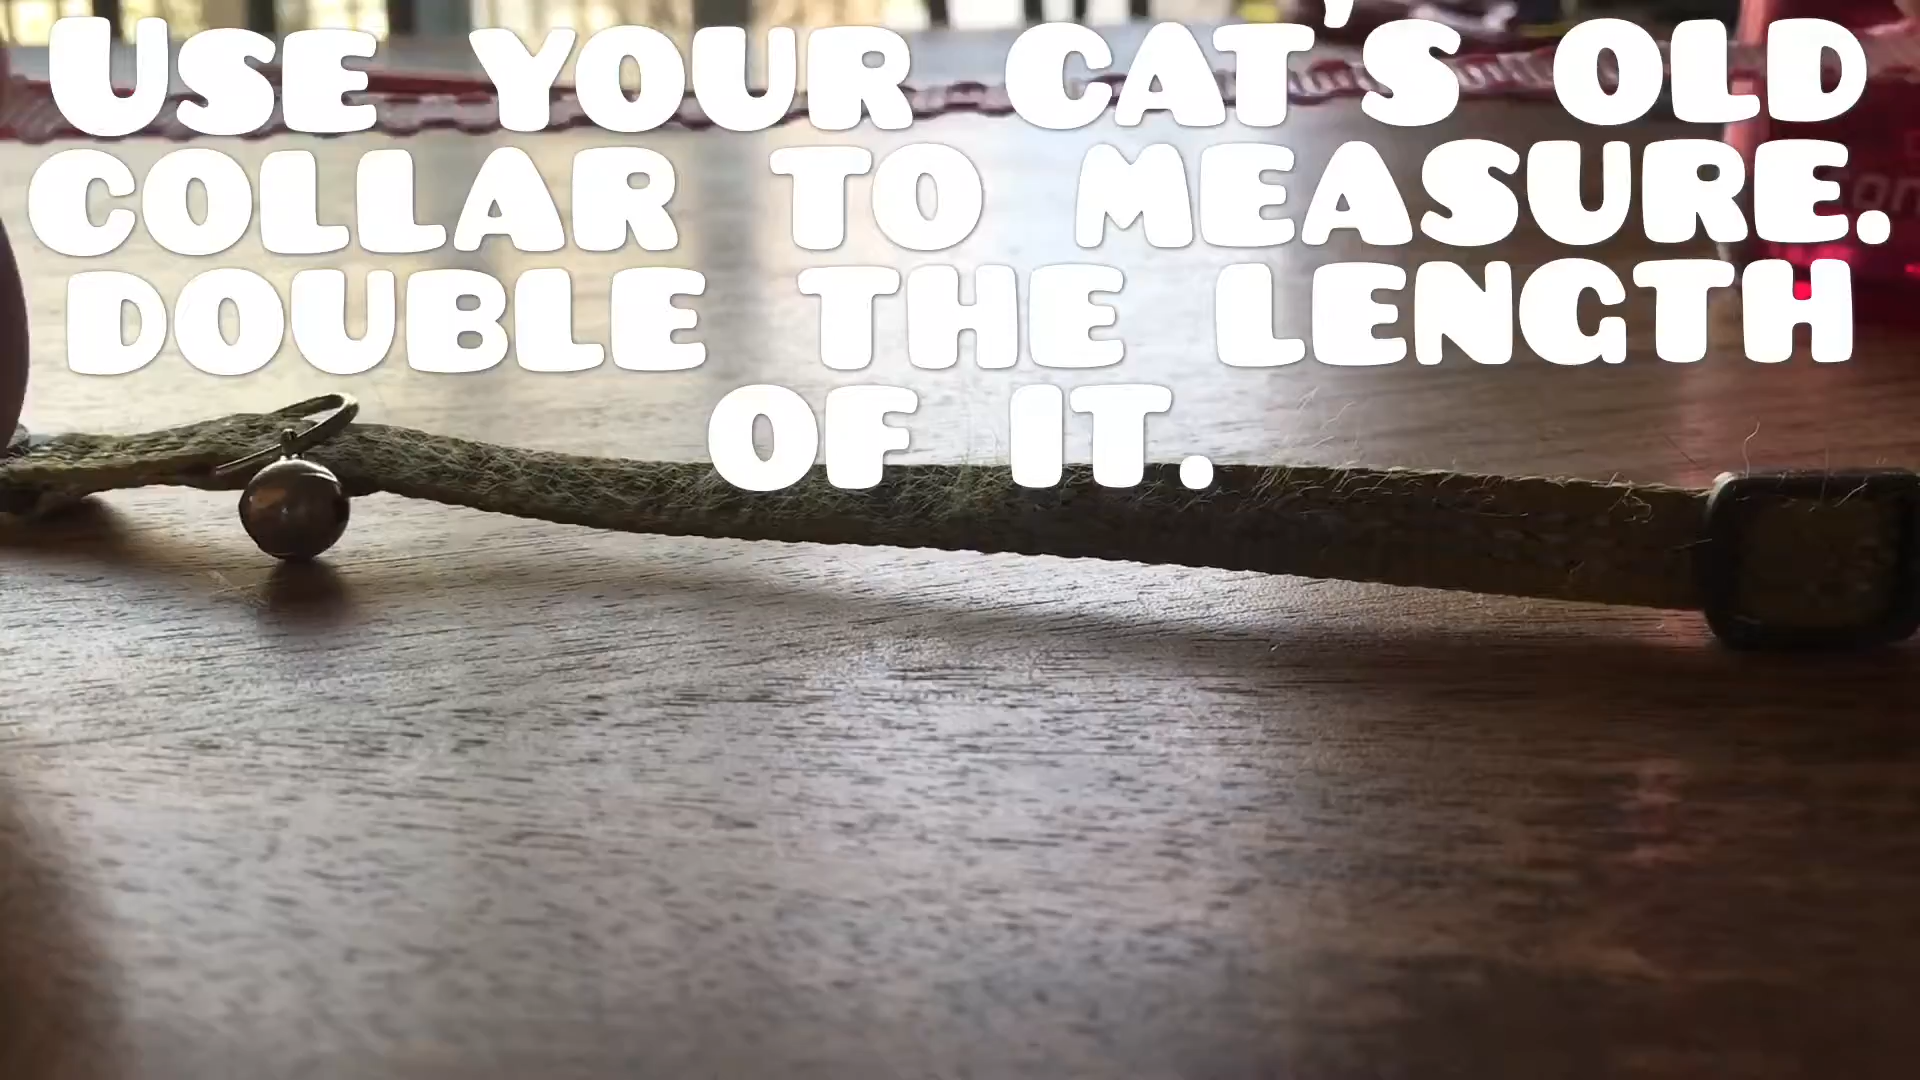 USE YOUR CAT'S OLD
COLLAR TO MEASURE.
DOUBLE THE LENGTH
OF IT.